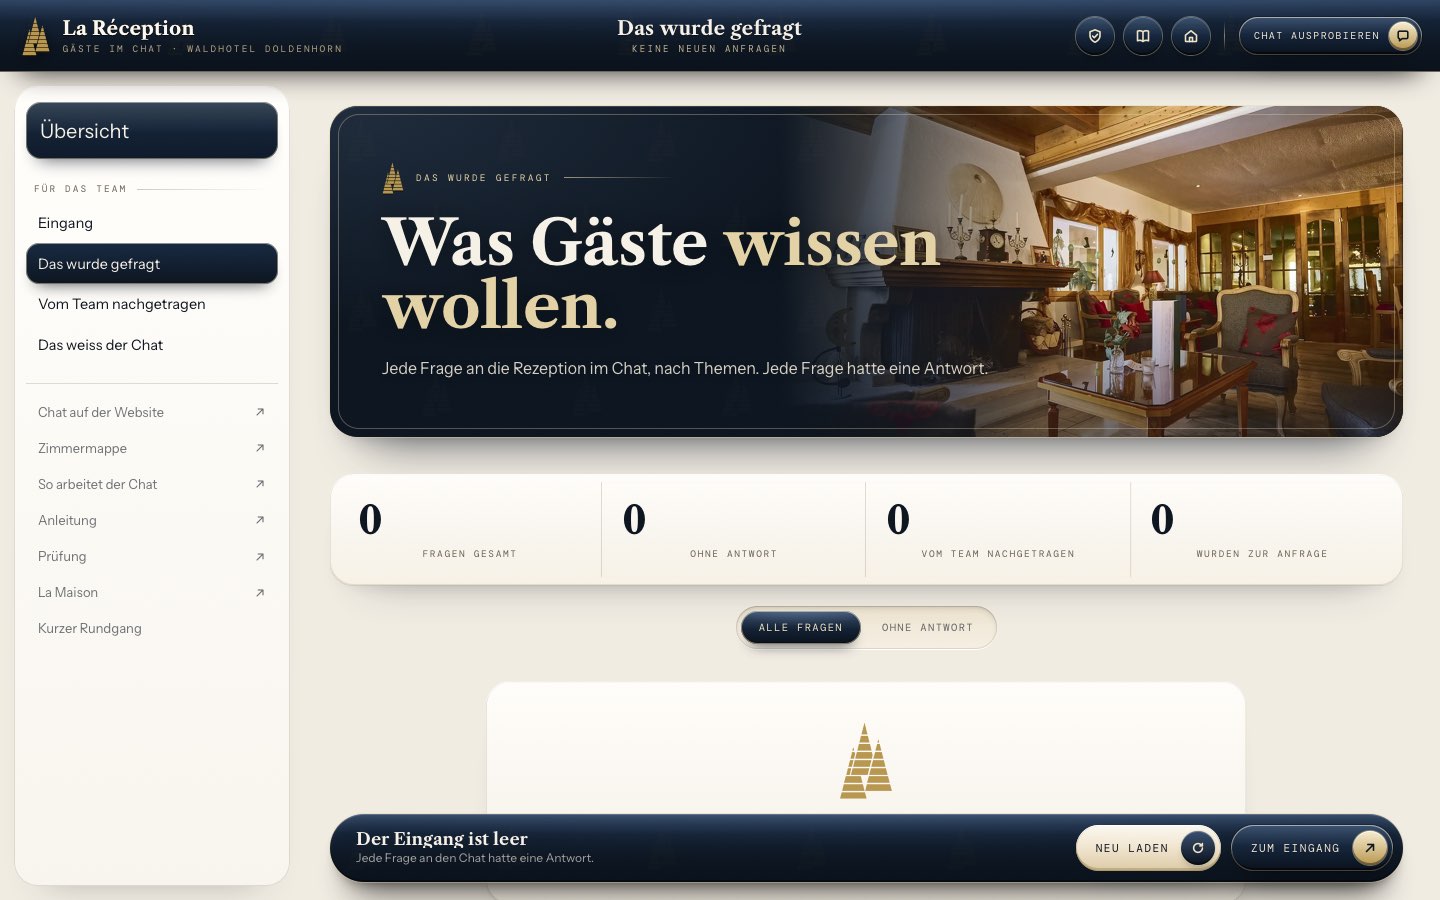 La Réception
GÄSTE IM CHAT · WALDHOTEL DOLDENHORN
Das wurde gefragt
KEINE NEUEN ANFRAGEN
CHAT AUSPROBIEREN
Übersicht
FÜR DAS TEAM
Eingang
Das wurde gefragt
Vom Team nachgetragen
Das weiss der Chat
Chat auf der Website
Zimmermappe
So arbeitet der Chat
Anleitung
Prüfung
La Maison
Kurzer Rundgang
DAS WURDE GEFRAGT
Was Gäste wissen
wollen.
Jede Frage an die Rezeption im Chat, nach Themen. Jede Frage hatte eine Antwort.
0
FRAGEN GESAMT
0
OHNE ANTWORT
0
VOM TEAM NACHGETRAGEN
0
WURDEN ZUR ANFRAGE
ALLE FRAGEN
OHNE ANTWORT
Der Eingang ist leer
Jede Frage an den Chat hatte eine Antwort.
NEU LADEN
ZUM EINGANG